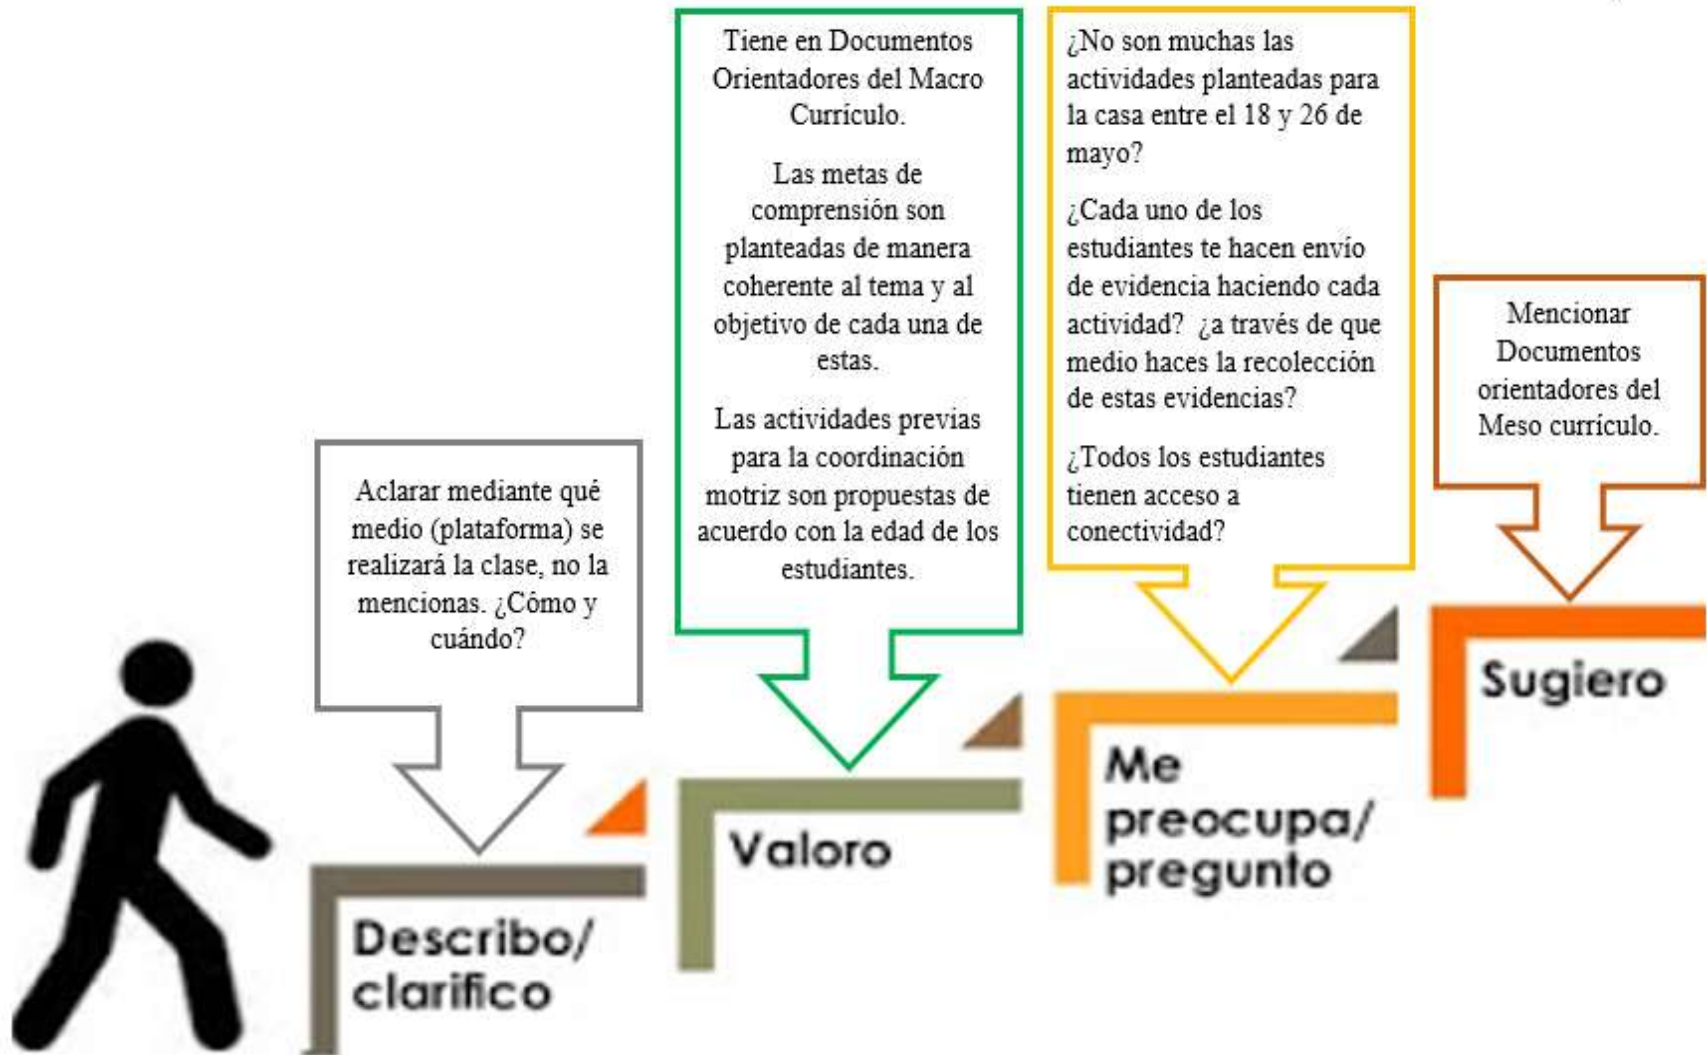 Aclarar mediante qué
medio (plataforma) se
realizará la clase, no la
mencionas. ¿Cómo y
cuándo?
Describo/
clarifico
Tiene en Documentos
Orientadores del Macro
Currículo.
Las metas de
comprensión son
planteadas de manera
coherente al tema y al
objetivo de cada una de
estas.
Las actividades previas
para la coordinación
motriz son propuestas de
acuerdo con la edad de los
estudiantes.
Valoro
¿No son muchas las
actividades planteadas para
la casa entre el 18 y 26 de
mayo?
¿Cada uno de los
estudiantes te hacen envío
de evidencia haciendo cada
actividad? ¿a través de que
medio haces la recolección
de estas evidencias?
¿Todos los estudiantes
tienen acceso a
conectividad?
Me
preocupa/
pregunto
Mencionar
Documentos
orientadores del
Meso currículo.
Sugiero